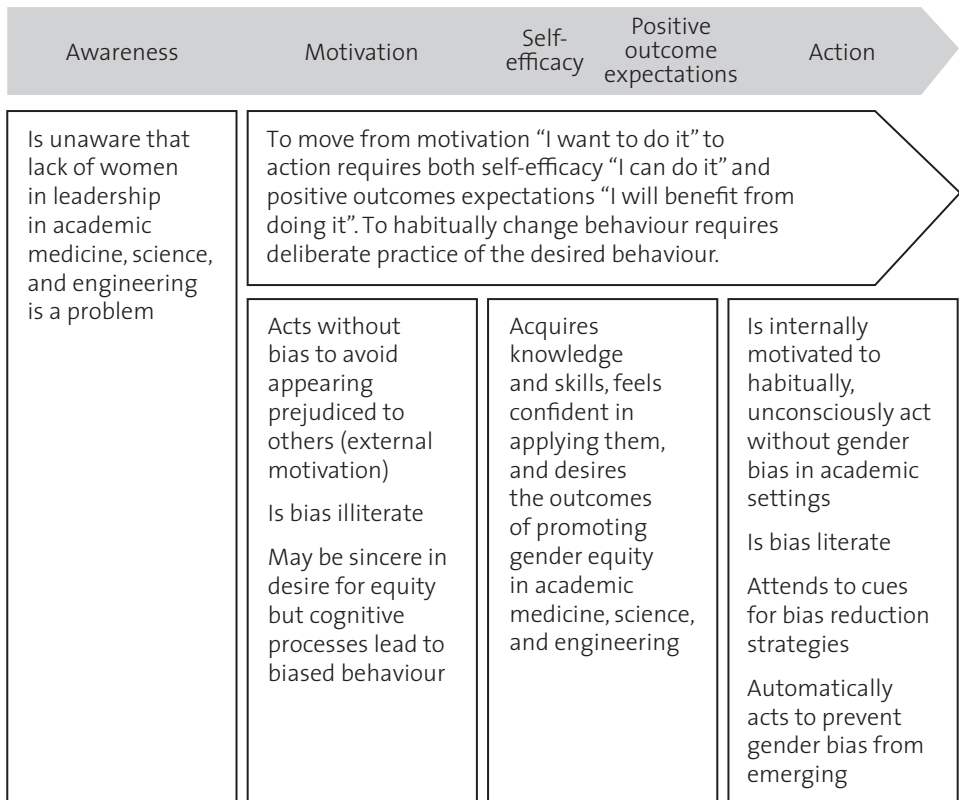 Awareness
Motivation
Self-
efficacy
Positive
outcome
expectations
Action
Is unaware that
lack of women
in leadership
in academic
medicine, science,
and engineering
is a problem
To move from motivation “I want to do it” to
action requires both self-efficacy “I can do it” and
positive outcomes expectations “I will benefit from
doing it”. To habitually change behaviour requires
deliberate practice of the desired behaviour.
Acts without
bias to avoid
appearing
prejudiced to
others (external
motivation)
Is bias illiterate
May be sincere in
desire for equity
but cognitive
processes lead to
biased behaviour
Acquires
knowledge
and skills, feels
confident in
applying them,
and desires
the outcomes
of promoting
gender equity
in academic
medicine, science,
and engineering
Is internally
motivated to
habitually,
unconsciously act
without gender
bias in academic
settings
Is bias literate
Attends to cues
for bias reduction
strategies
Automatically
acts to prevent
gender bias from
emerging